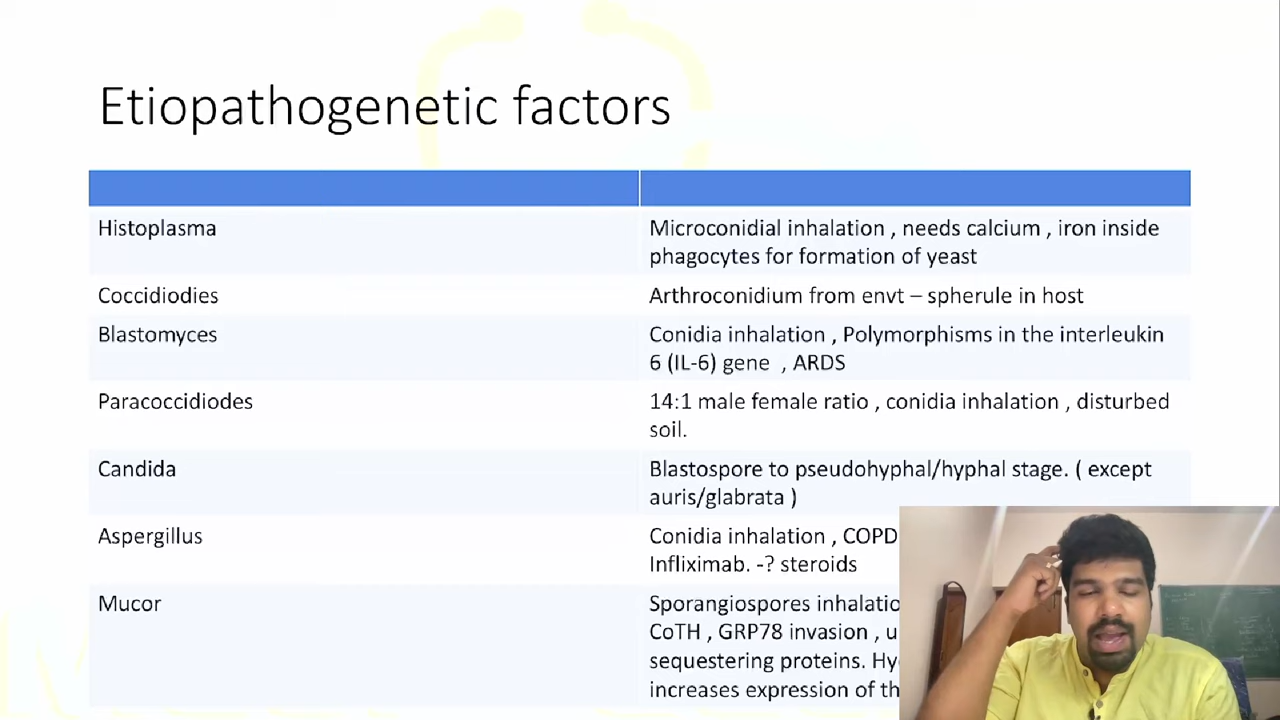 Etiopathogenetic factors
Histoplasma
Microconidial inhalation , needs calcium , iron inside
phagocytes for formation of yeast
Coccidiodies
Arthroconidium from envt – spherule in host
Blastomyces
Conidia inhalation , Polymorphisms in the interleukin
6 (IL-6) gene , ARDS
Paracoccidiodes
14:1 male female ratio , conidia inhalation , disturbed
soil.
Candida
Blastospore to pseudohyphal/hyphal stage. ( except
auris/glabrata )
Aspergillus
Conidia inhalation , COPD
Infliximab. -? steroids
Mucor
Sporangiospores
CoTH , GRP78 invasion ,
sequestering proteins.
increases expression of